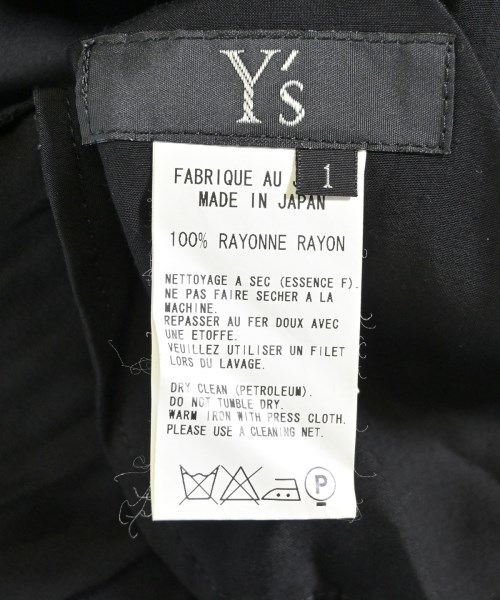 Y's
1
FABRIQUE AU J
MADE IN JAPAN
100% RAYONNE RAYON
NETTOYAGE A SEC (ESSENCE F).
NE PAS FAIRE SECHER A LA
MACHINE.
REPASSER AU FER DOUX AVEC
UNE ETOFFE.
VEUILLEZ UTILISER UN FILET
LORS DU LAVAGE.
DRY CLEAN (PETROLEUM).
DO NOT TUMBLE DRY.
WARM IRON WITH PRESS CLOTH.
PLEASE USE A CLEANING NET.
P